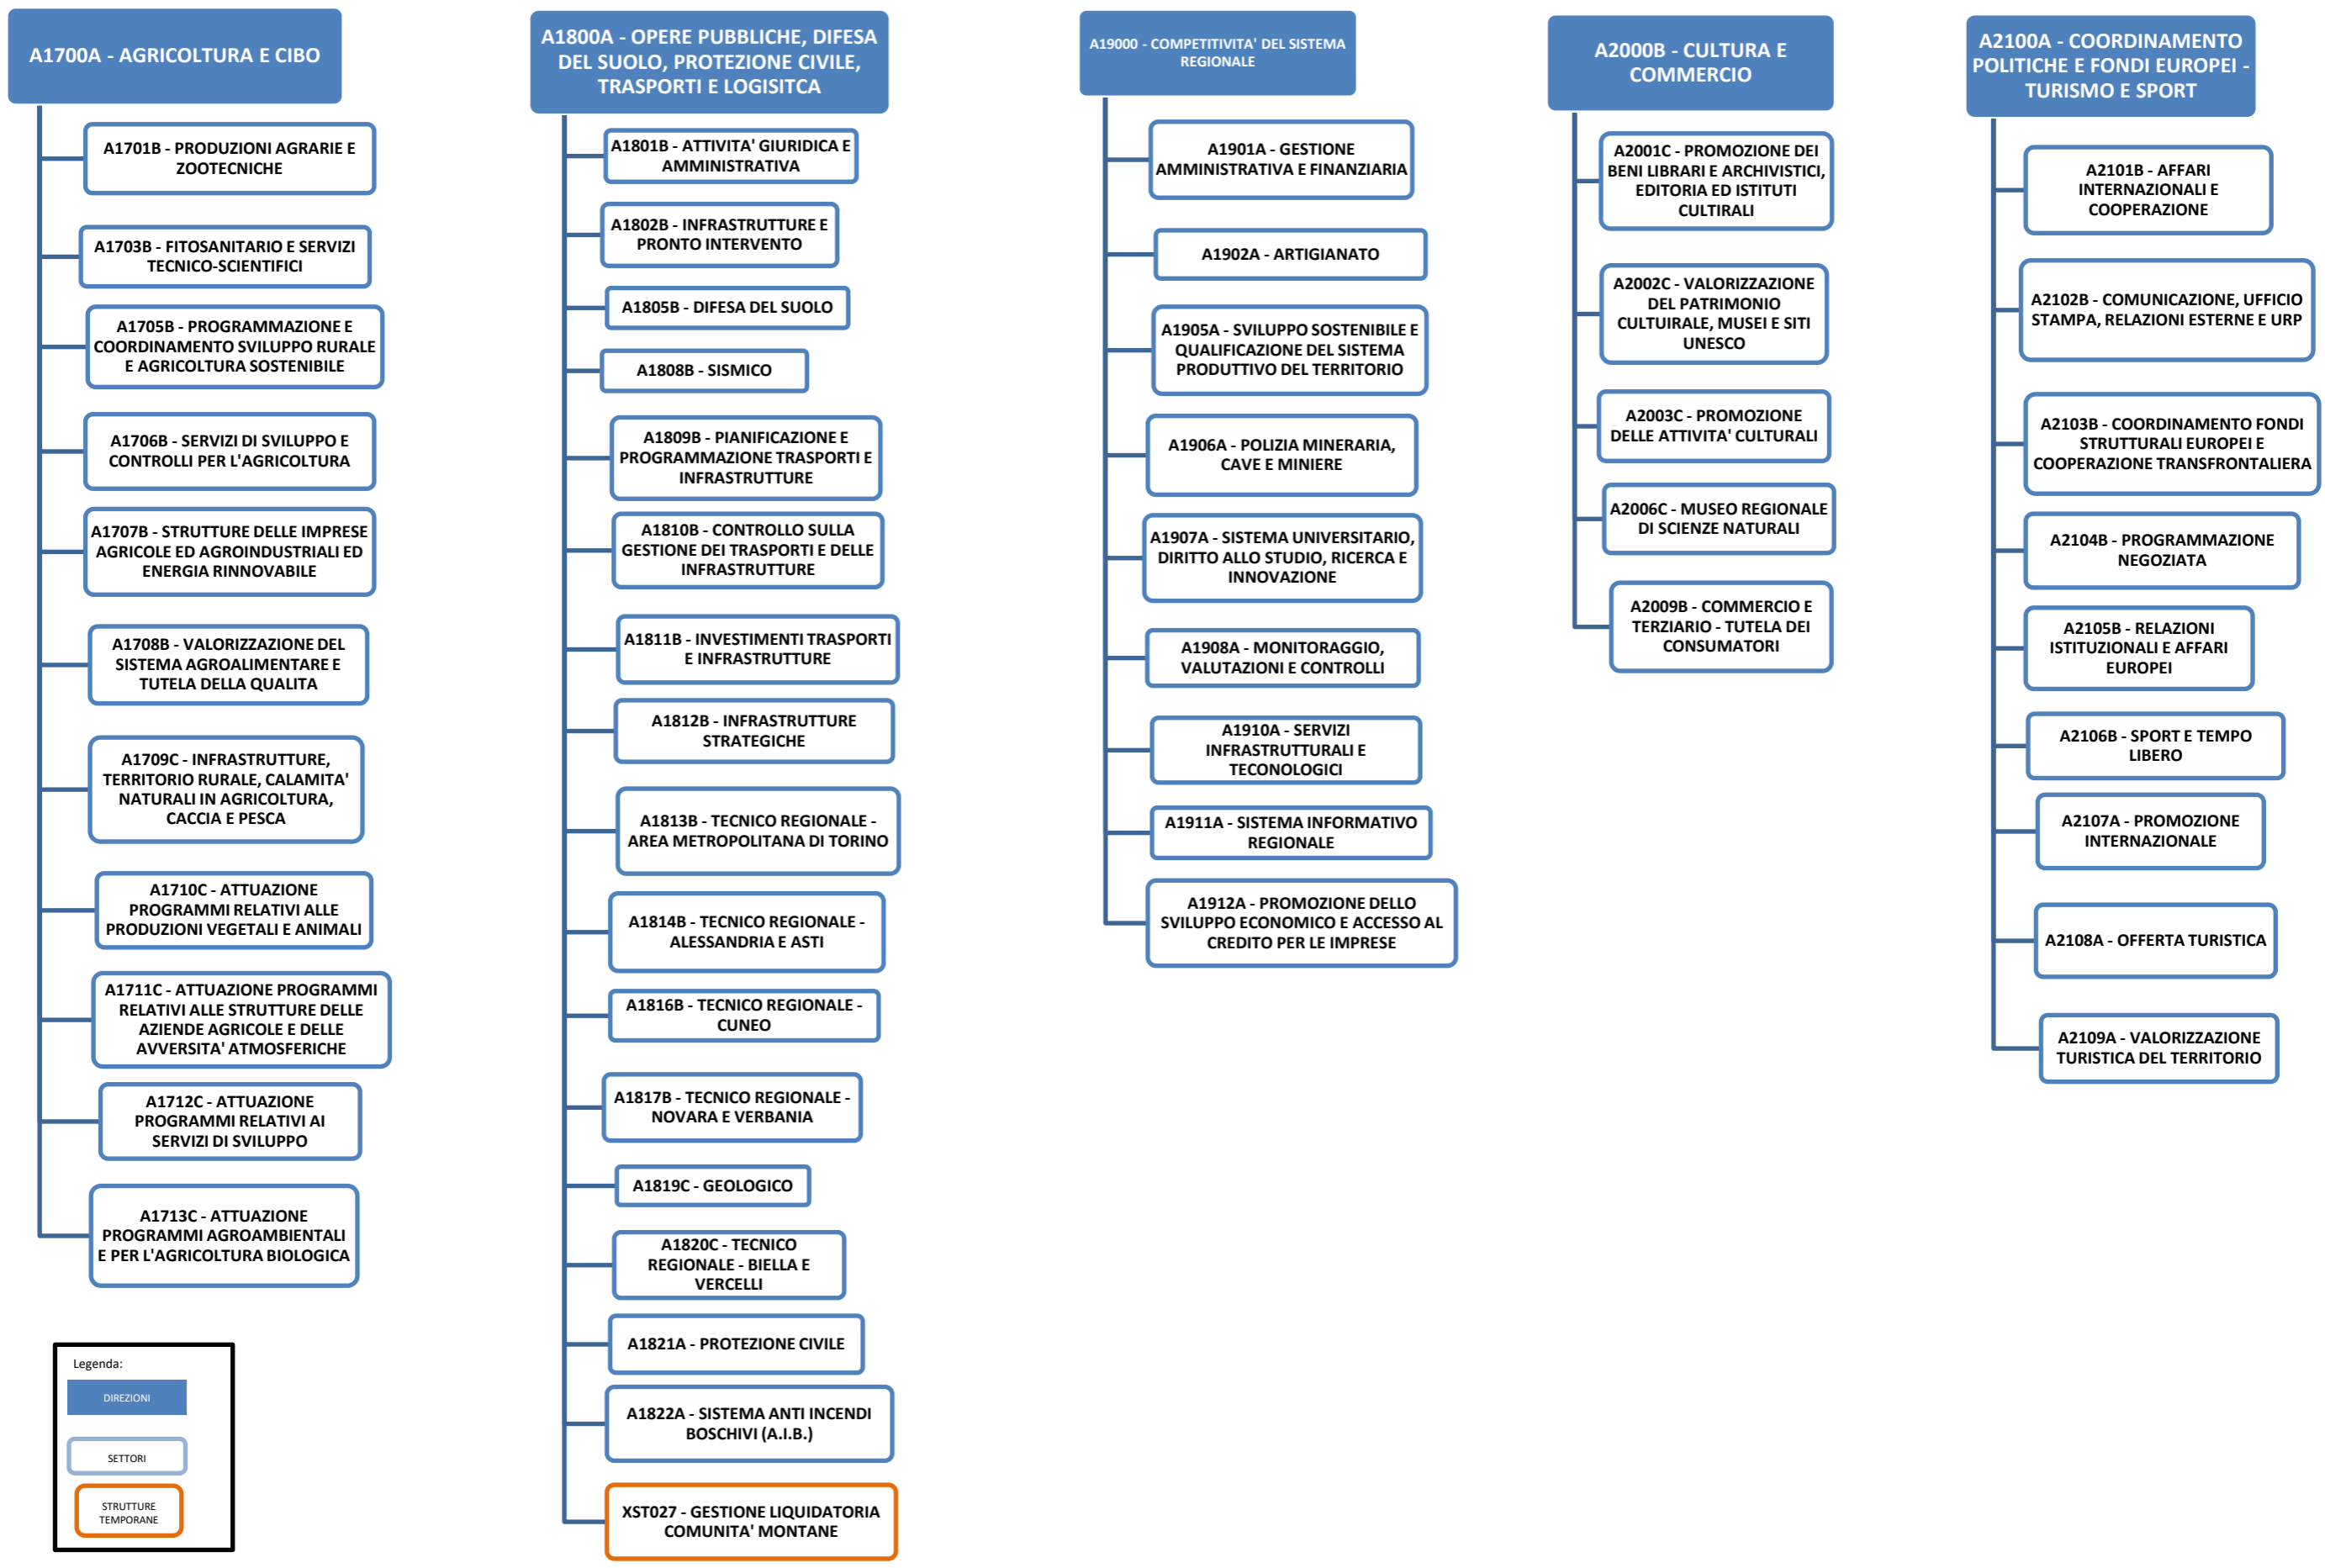 A1700A - AGRICOLTURA E CIBO
A1701B - PRODUZIONI AGRARIE E
ZOOTECNICHE
A1703B - FITOSANITARIO E SERVIZI
TECNICO-SCIENTIFICI
A1705B - PROGRAMMAZIONE E
COORDINAMENTO SVILUPPO RURALE
E AGRICOLTURA SOSTENIBILE
A1706B - SERVIZI DI SVILUPPO E
CONTROLLI PER L'AGRICOLTURA
A1707B - STRUTTURE DELLE IMPRESE
AGRICOLE ED AGROINDUSTRIALI ED
ENERGIA RINNOVABILE
A1708B - VALORIZZAZIONE DEL
SISTEMA AGROALIMENTARE E
TUTELA DELLA QUALITA
A1709C - INFRASTRUTTURE,
TERRITORIO RURALE, CALAMITA'
NATURALI IN AGRICOLTURA,
CACCIA E PESCA
A1710C - ATTUAZIONE
PROGRAMMI RELATIVI ALLE
PRODUZIONI VEGETALI E ANIMALI
A1711C - ATTUAZIONE PROGRAMMI
RELATIVI ALLE STRUTTURE DELLE
AZIENDE AGRICOLE E DELLE
AVVERSITA' ATMOSFERICHE
A1712C - ATTUAZIONE
PROGRAMMI RELATIVI AI
SERVIZI DI SVILUPPO
A1713C - ATTUAZIONE
PROGRAMMI AGROAMBIENTALI
E PER L'AGRICOLTURA BIOLOGICA
Legenda:
DIREZIONI
SETTORI
STRUTTURE
TEMPORANE
A1800A - OPERE PUBBLICHE, DIFESA
DEL SUOLO, PROTEZIONE CIVILE,
TRASPORTI E LOGISITCA
A1801B - ATTIVITA' GIURIDICA E
AMMINISTRATIVA
A1802B - INFRASTRUTTURE E
PRONTO INTERVENTO
A1805B - DIFESA DEL SUOLO
A1808B - SISMICO
A1809B - PIANIFICAZIONE E
PROGRAMMAZIONE TRASPORTI E
INFRASTRUTTURE
A1810B - CONTROLLO SULLA
GESTIONE DEI TRASPORTI E DELLE
INFRASTRUTTURE
A1811B - INVESTIMENTI TRASPORTI
E INFRASTRUTTURE
A1812B - INFRASTRUTTURE
STRATEGICHE
A1813B - TECNICO REGIONALE -
AREA METROPOLITANA DI TORINO
A1814B - TECNICO REGIONALE -
ALESSANDRIA E ASTI
A1816B - TECNICO REGIONALE -
CUNEO
A1817B - TECNICO REGIONALE -
NOVARA E VERBANIA
A1819C - GEOLOGICO
A1820C - TECNICO
REGIONALE - BIELLA E
VERCELLI
A1821A - PROTEZIONE CIVILE
A1822A - SISTEMA ANTI INCENDI
BOSCHIVI (A.I.B.)
XST027 - GESTIONE LIQUIDATORIA
COMUNITA' MONTANE
A19000 - COMPETITIVITA' DEL SISTEMA
REGIONALE
A1901A - GESTIONE
AMMINISTRATIVA E FINANZIARIA
A1902A - ARTIGIANATO
A1905A - SVILUPPO SOSTENIBILE E
QUALIFICAZIONE DEL SISTEMA
PRODUTTIVO DEL TERRITORIO
A1906A - POLIZIA MINERARIA,
CAVE E MINIERE
A1907A - SISTEMA UNIVERSITARIO,
DIRITTO ALLO STUDIO, RICERCA E
INNOVAZIONE
A1908A - MONITORAGGIO,
VALUTAZIONI E CONTROLLI
A1910A - SERVIZI
INFRASTRUTTURALI E
TECONOLOGICI
A1911A - SISTEMA INFORMATIVO
REGIONALE
A1912A - PROMOZIONE DELLO
SVILUPPO ECONOMICO E ACCESSO AL
CREDITO PER LE IMPRESE
A2000B - CULTURA E
COMMERCIO
A2001C - PROMOZIONE DEI
BENI LIBRARI E ARCHIVISTICI,
EDITORIA ED ISTITUTI
CULTIRALI
A2002C - VALORIZZAZIONE
DEL PATRIMONIO
CULTUIRALE, MUSEI E SITI
UNESCO
A2003C - PROMOZIONE
DELLE ATTIVITA' CULTURALI
A2006C - MUSEO REGIONALE
DI SCIENZE NATURALI
A2009B - COMMERCIO E
TERZIARIO - TUTELA DEI
CONSUMATORI
A2100A - COORDINAMENTO
POLITICHE E FONDI EUROPEI -
TURISMO E SPORT
A2101B - AFFARI
INTERNAZIONALI E
COOPERAZIONE
A2102B - COMUNICAZIONE, UFFICIO
STAMPA, RELAZIONI ESTERNE E URP
A2103B - COORDINAMENTO FONDI
STRUTTURALI EUROPEI E
COOPERAZIONE TRANSFRONTALIERA
A2104B - PROGRAMMAZIONE
NEGOZIATA
A2105B - RELAZIONI
ISTITUZIONALI E AFFARI
EUROPEI
A2106B - SPORT E TEMPO
LIBERO
A2107A - PROMOZIONE
INTERNAZIONALE
A2108A - OFFERTA TURISTICA
A2109A - VALORIZZAZIONE
TURISTICA DEL TERRITORIO